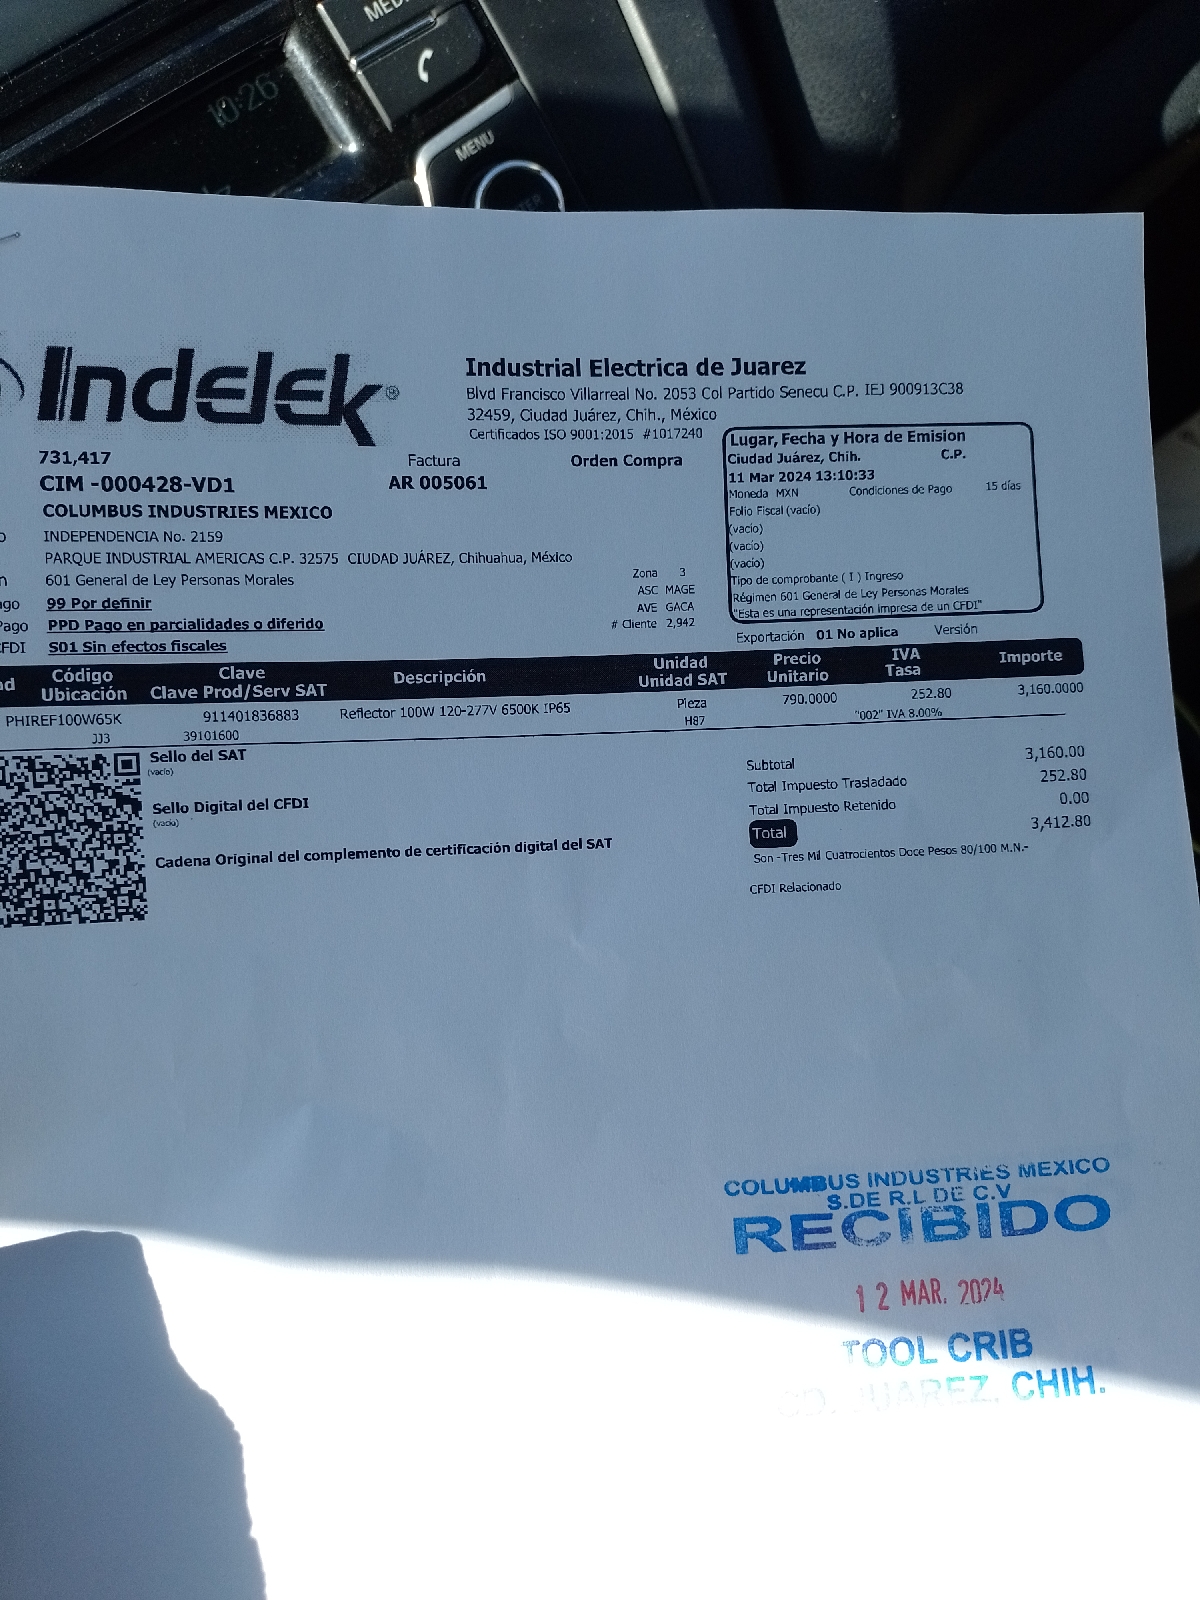 MENU
10:26
Indelek®
Industrial Electrica de Juarez
Blvd Francisco Villarreal No. 2053 Col Partido Senecu C.P. IEJ 900913C38
32459, Ciudad Juárez, Chih., México
Certificados ISO 9001:2015 #1017240
Lugar, Fecha y Hora de Emision
Ciudad Juárez, Chih. C.P.
11 Mar 2024 13:10:33
Moneda MXN Condiciones de Pago 15 días
Folio Fiscal (vacío)
(vacío)
(vacío)
(vacío)
Tipo de comprobante ( I ) Ingreso
Régimen 601 General de Ley Personas Morales
"Esta es una representación impresa de un CFDI"
731,417 Factura Orden Compra
CIM -000428-VD1 AR 005061
COLUMBUS INDUSTRIES MEXICO
INDEPENDENCIA No. 2159
PARQUE INDUSTRIAL AMERICAS C.P. 32575 CIUDAD JUÁREZ, Chihuahua, México
601 General de Ley Personas Morales
ago 99 Por definir
Pago PPD Pago en parcialidades o diferido
CFDI S01 Sin efectos fiscales
Zona 3
ASC MAGE
AVE GACA
# Cliente 2,942
Exportación 01 No aplica Versión
ad Código Clave Descripción Unidad Precio IVA Importe
Ubicación Clave Prod/Serv SAT Unidad SAT Unitario Tasa
PHIREF100W65K 911401836883 Reflector 100W 120-277V 6500K IP65 Pieza 790.0000 252.80 3,160.0000
JJ3 39101600 H87 "002" IVA 8.00%
Sello del SAT
(vacío)
Sello Digital del CFDI
(vacío)
Cadena Original del complemento de certificación digital del SAT
Subtotal 3,160.00
Total Impuesto Trasladado 252.80
Total Impuesto Retenido 0.00
Total 3,412.80
Son -Tres Mil Cuatrocientos Doce Pesos 80/100 M.N.-
CFDI Relacionado
COLUMBUS INDUSTRIES MEXICO
S.DE R.L DE C.V
RECIBIDO
12 MAR. 2024
TOOL CRIB
CD. JUAREZ, CHIH.